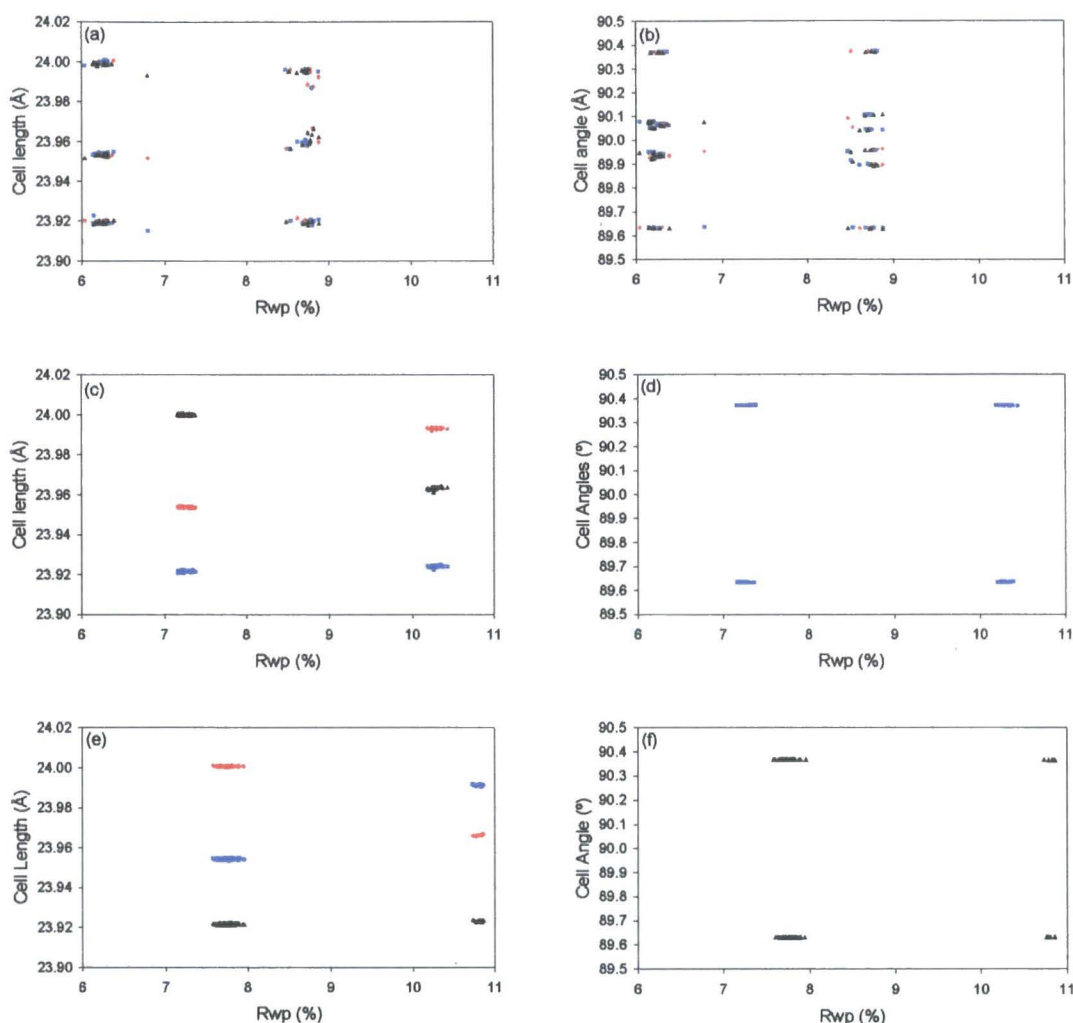 (a)
Cell length (Å)
24.02
24.00
23.98
23.96
23.94
23.92
23.90
6 7 8 9 10 11
Rwp (%)
(b)
Cell angle (Å)
90.5
90.4
90.3
90.2
90.1
90.0
89.9
89.8
89.7
89.6
89.5
6 7 8 9 10 11
Rwp (%)
(c)
Cell length (Å)
24.02
24.00
23.98
23.96
23.94
23.92
23.90
6 7 8 9 10 11
Rwp (%)
(d)
Cell Angles (º)
90.5
90.4
90.3
90.2
90.1
90.0
89.9
89.8
89.7
89.6
89.5
6 7 8 9 10 11
Rwp (%)
(e)
Cell Length (Å)
24.02
24.00
23.98
23.96
23.94
23.92
23.90
6 7 8 9 10 11
Rwp (%)
(f)
Cell Angle (º)
90.5
90.4
90.3
90.2
90.1
90.0
89.9
89.8
89.7
89.6
89.5
6 7 8 9 10 11
Rwp (%)